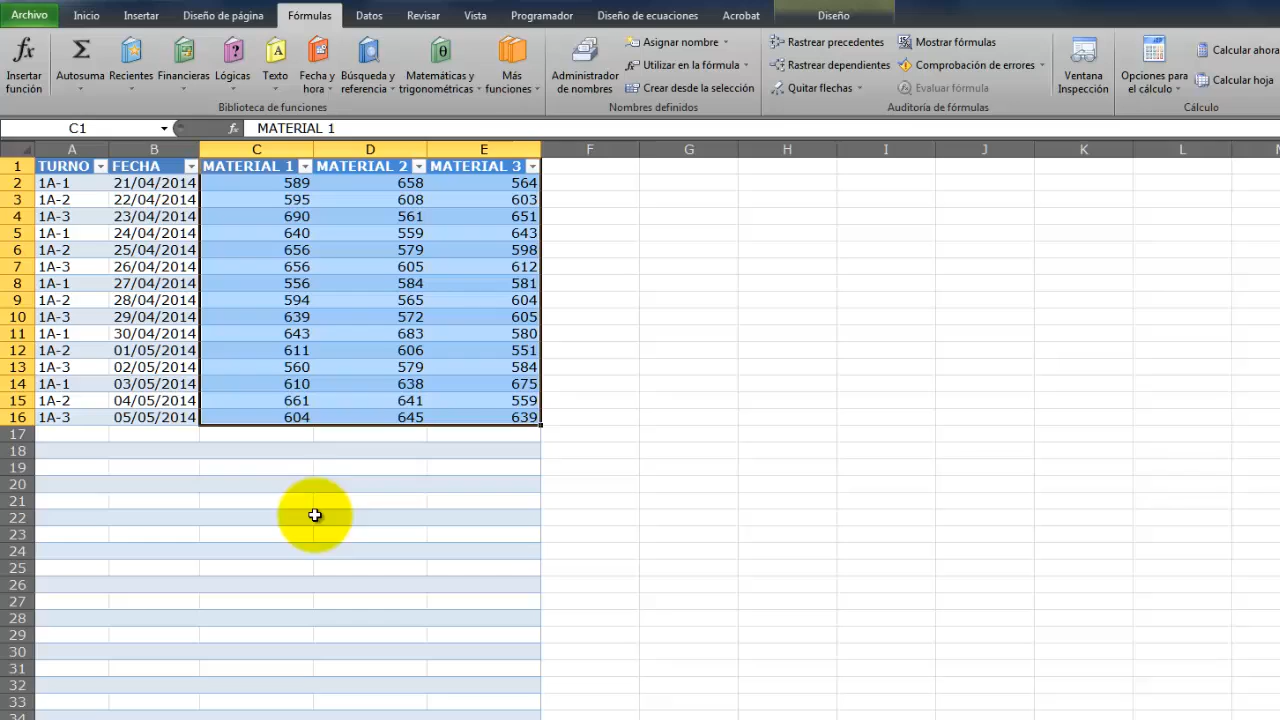 Archivo Inicio Insertar Diseño de página Fórmulas Datos Revisar Vista Programador Diseño de ecuaciones Acrobat Diseño
fx Σ ? A θ Asignar nombre Rastrear precedentes Mostrar fórmulas Calcular ahora
Insertar función Autosuma Recientes Financieras Lógicas Texto Fecha y hora Búsqueda y referencia Matemáticas y trigonométricas Más funciones Administrador de nombres Utilizar en la fórmula Rastrear dependientes Comprobación de errores Ventana Inspección Opciones para el cálculo Calcular hoja
Crear desde la selección Quitar flechas Evaluar fórmula
Biblioteca de funciones Nombres definidos Auditoría de fórmulas Cálculo
C1 fx MATERIAL 1
A B C D E F G H I J K L
1 TURNO FECHA MATERIAL 1 MATERIAL 2 MATERIAL 3
2 1A-1 21/04/2014 589 658 564
3 1A-2 22/04/2014 595 608 603
4 1A-3 23/04/2014 690 561 651
5 1A-1 24/04/2014 640 559 643
6 1A-2 25/04/2014 656 579 598
7 1A-3 26/04/2014 656 605 612
8 1A-1 27/04/2014 556 584 581
9 1A-2 28/04/2014 594 565 604
10 1A-3 29/04/2014 639 572 605
11 1A-1 30/04/2014 643 683 580
12 1A-2 01/05/2014 611 606 551
13 1A-3 02/05/2014 560 579 584
14 1A-1 03/05/2014 610 638 675
15 1A-2 04/05/2014 661 641 559
16 1A-3 05/05/2014 604 645 639
17
18
19
20
21
22
23
24
25
26
27
28
29
30
31
32
33
34